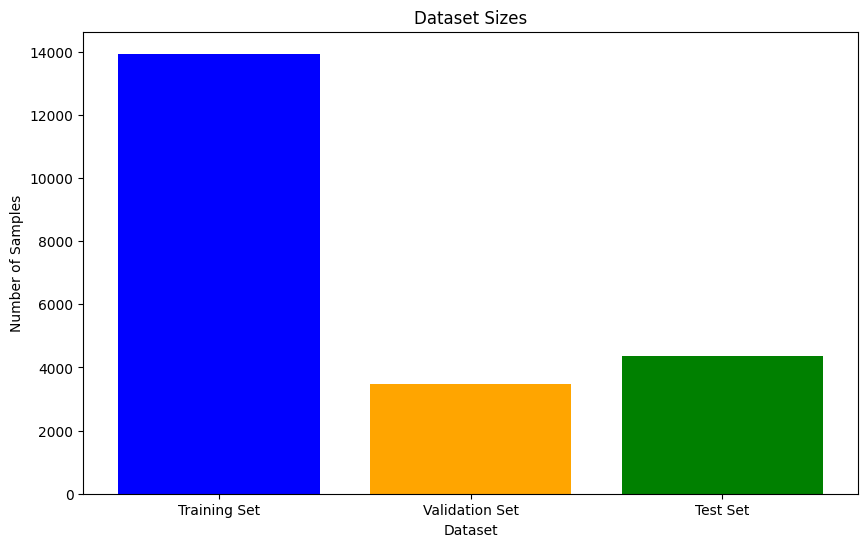 Dataset Sizes
14000
12000
10000
8000
6000
4000
2000
0
Number of Samples
Training Set
Validation Set
Test Set
Dataset